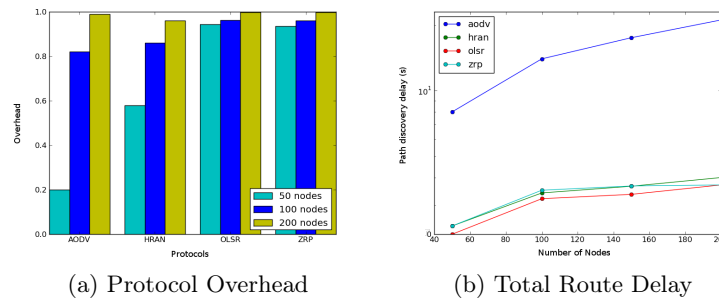 1.0
0.8
0.6
0.4
0.2
0.0
Overhead
50 nodes
100 nodes
200 nodes
AODV HRAN OLSR ZRP
Protocols
(a) Protocol Overhead
aodv
hran
olsr
zrp
Path discovery delay (s)
10¹
0
40 60 80 100 120 140 160 180 200
Number of Nodes
(b) Total Route Delay